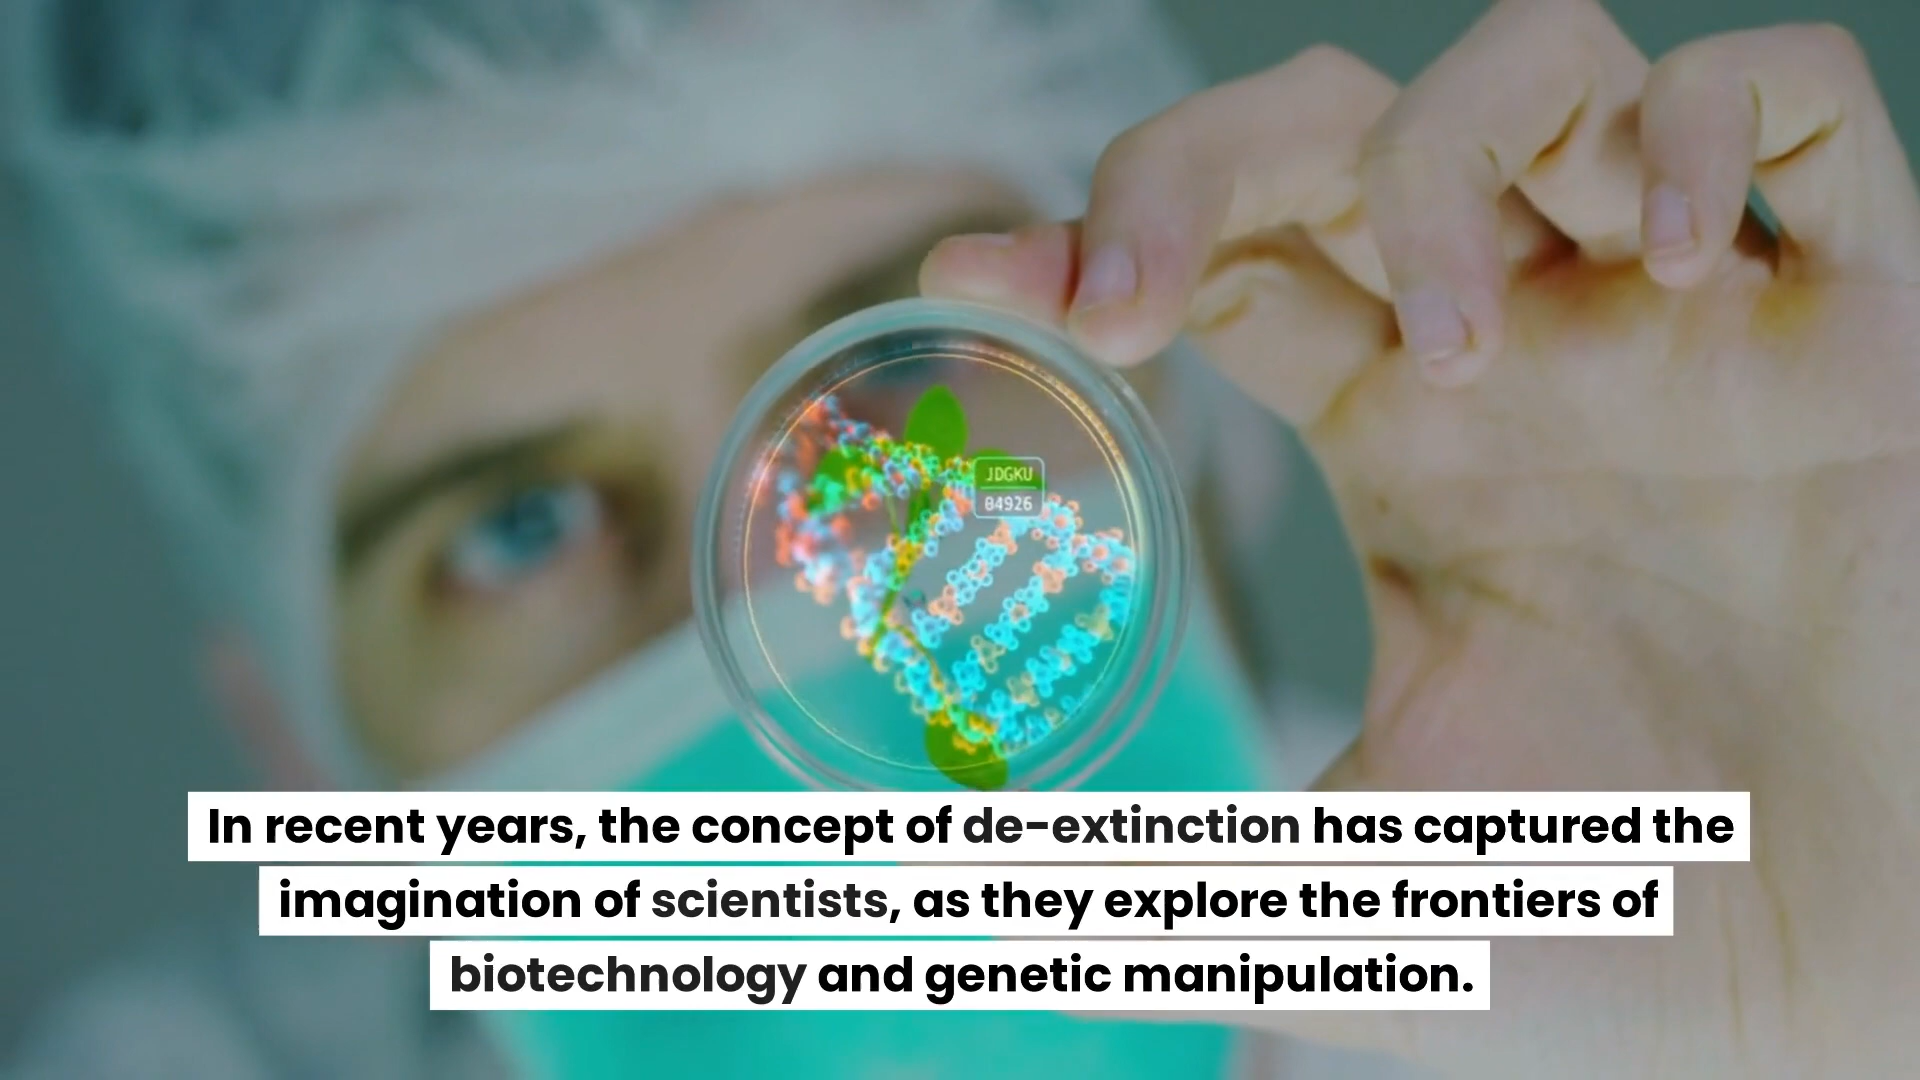 JDGKU
04926
In recent years, the concept of de-extinction has captured the
imagination of scientists, as they explore the frontiers of
biotechnology and genetic manipulation.